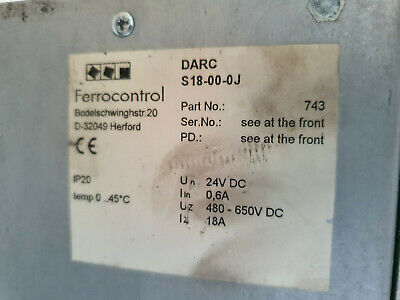 DARC
S18-00-0J
Ferrocontrol
Bodelschwinghstr.20
D-32049 Herford
Part No.: 743
Ser.No.: see at the front
PD.: see at the front
CE
IP20
temp 0 ..45°C
Un 24V DC
Iin 0,6A
Uz 480 - 650V DC
Iz 18A